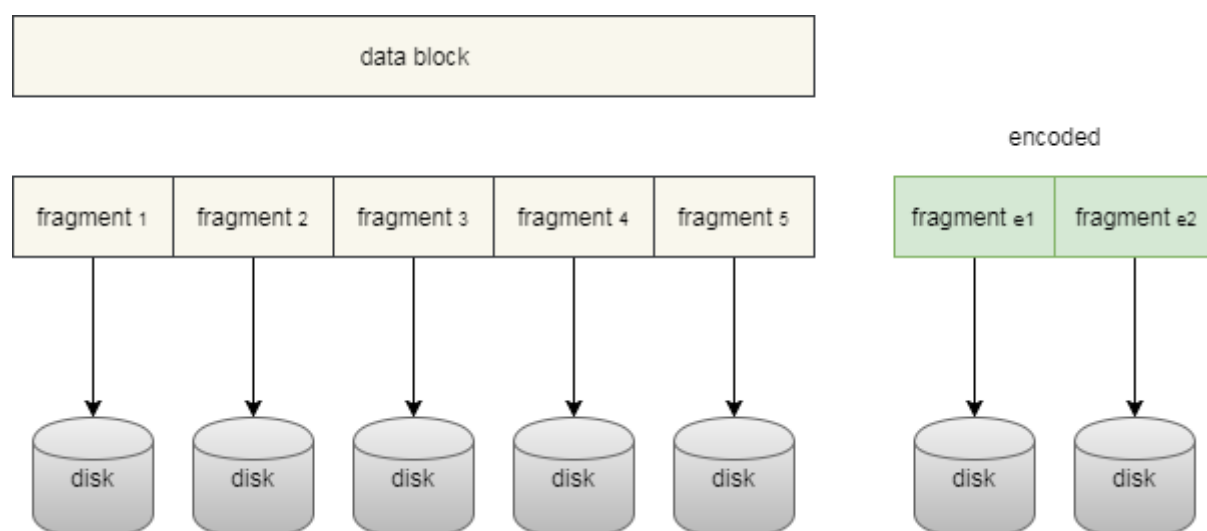 data block
encoded
fragment 1 fragment 2 fragment 3 fragment 4 fragment 5 fragment e1 fragment e2
disk disk disk disk disk disk disk